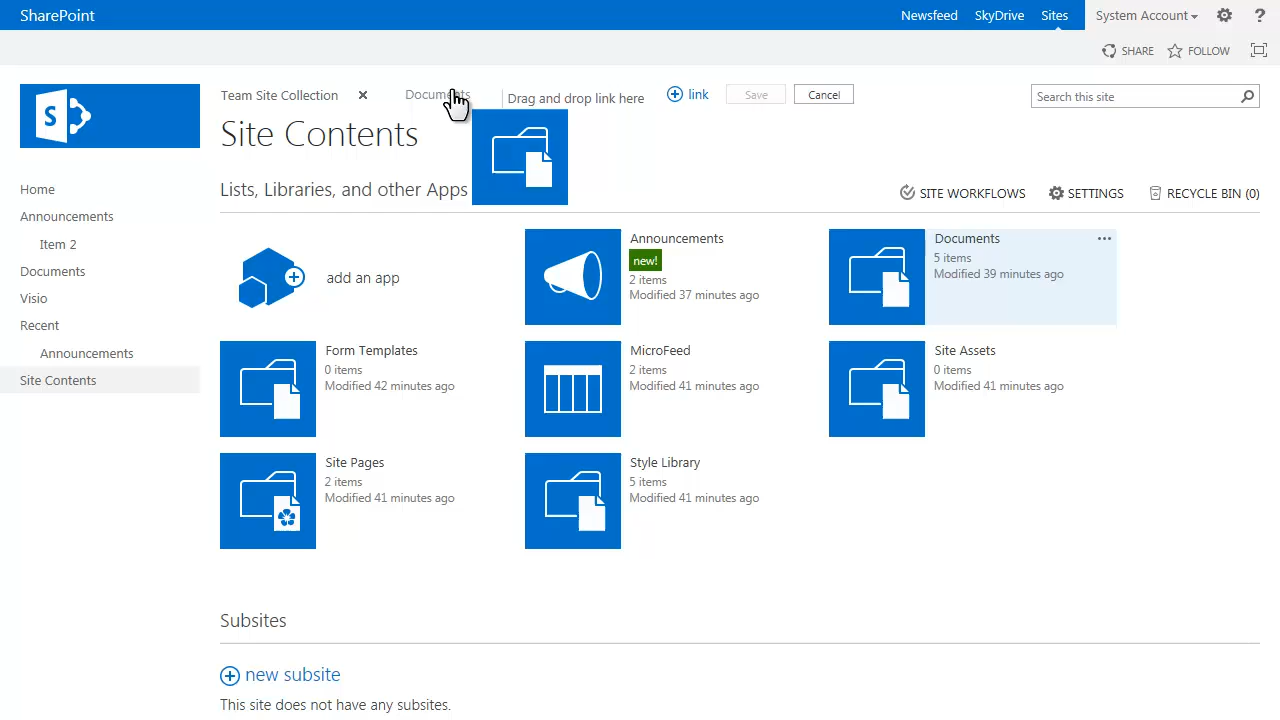 SharePoint
Newsfeed SkyDrive Sites System Account ?
SHARE FOLLOW
S
Team Site Collection Documents Drag and drop link here link Save Cancel
Search this site
Site Contents
Lists, Libraries, and other Apps
SITE WORKFLOWS SETTINGS RECYCLE BIN (0)
Home
Announcements
Item 2
Documents
Visio
Recent
Announcements
Site Contents
add an app
Announcements
new!
2 items
Modified 37 minutes ago
Documents
5 items
Modified 39 minutes ago
Form Templates
0 items
Modified 42 minutes ago
MicroFeed
2 items
Modified 41 minutes ago
Site Assets
0 items
Modified 41 minutes ago
Site Pages
2 items
Modified 41 minutes ago
Style Library
5 items
Modified 41 minutes ago
Subsites
new subsite
This site does not have any subsites.